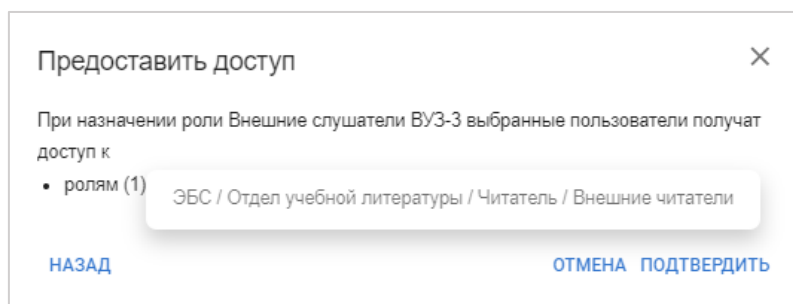 Предоставить доступ
При назначении роли Внешние слушатели ВУЗ-3 выбранные пользователи получат
доступ к
• ролям (1)
ЭБС / Отдел учебной литературы / Читатель / Внешние читатели
НАЗАД ОТМЕНА ПОДТВЕРДИТЬ